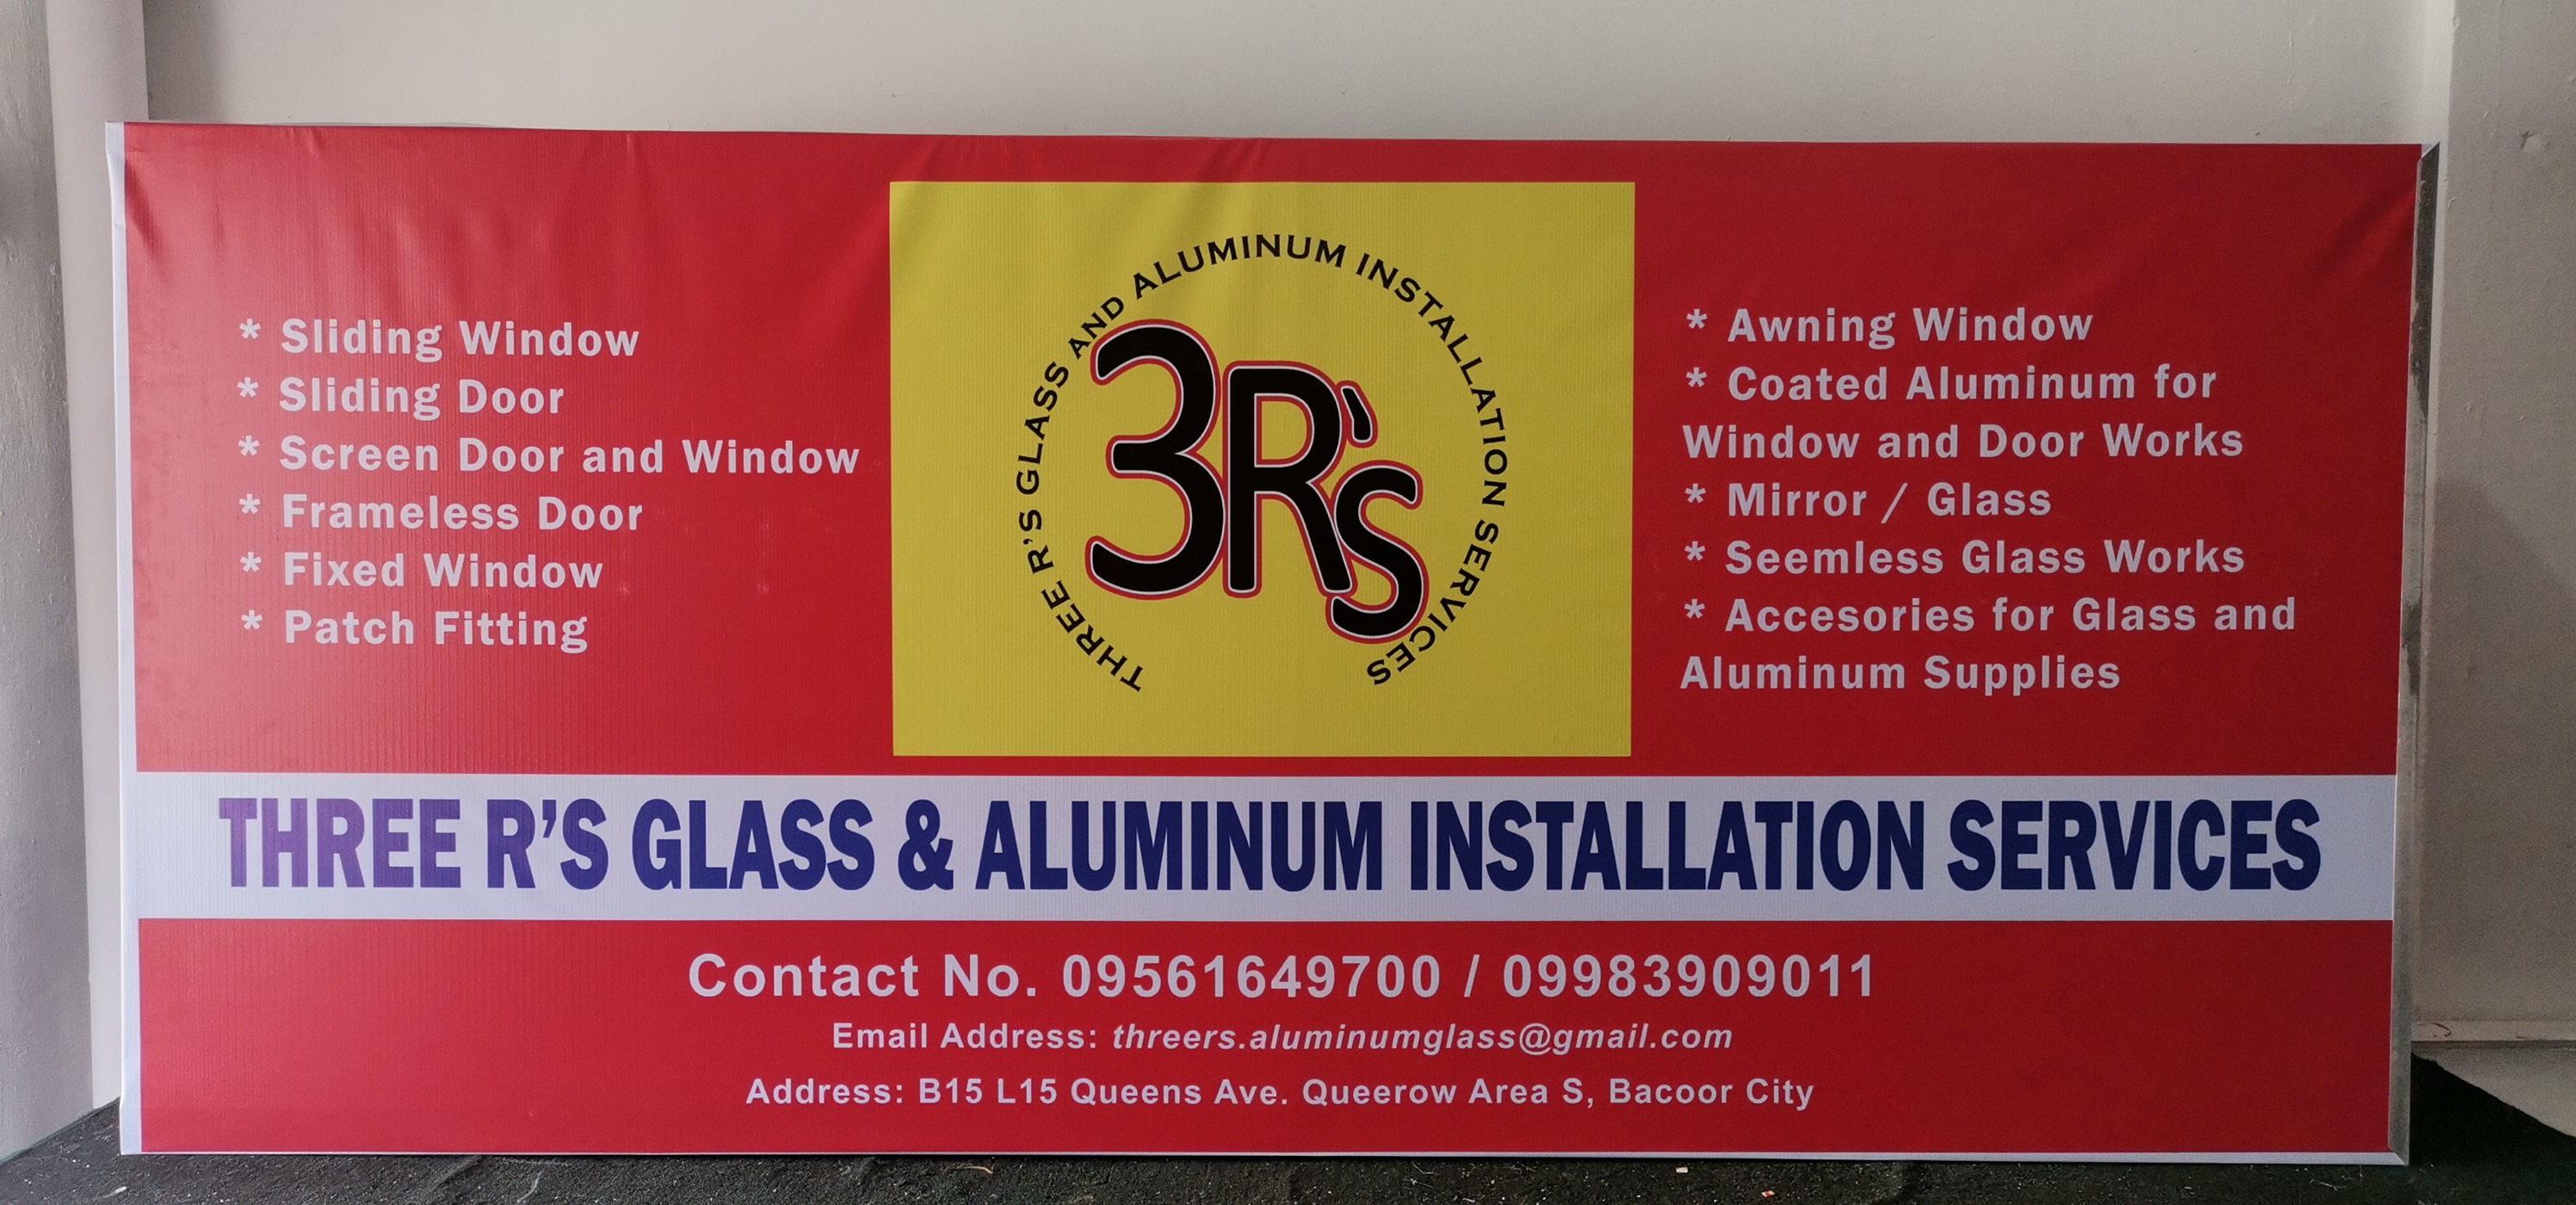 * Sliding Window
* Sliding Door
* Screen Door and Window
* Frameless Door
* Fixed Window
* Patch Fitting
THREE R'S GLASS AND ALUMINUM INSTALLATION SERVICES
3R's
* Awning Window
* Coated Aluminum for
Window and Door Works
* Mirror / Glass
* Seemless Glass Works
* Accesories for Glass and
Aluminum Supplies
THREE R'S GLASS & ALUMINUM INSTALLATION SERVICES
Contact No. 09561649700 / 09983909011
Email Address: threers.aluminumglass@gmail.com
Address: B15 L15 Queens Ave. Queerow Area S, Bacoor City